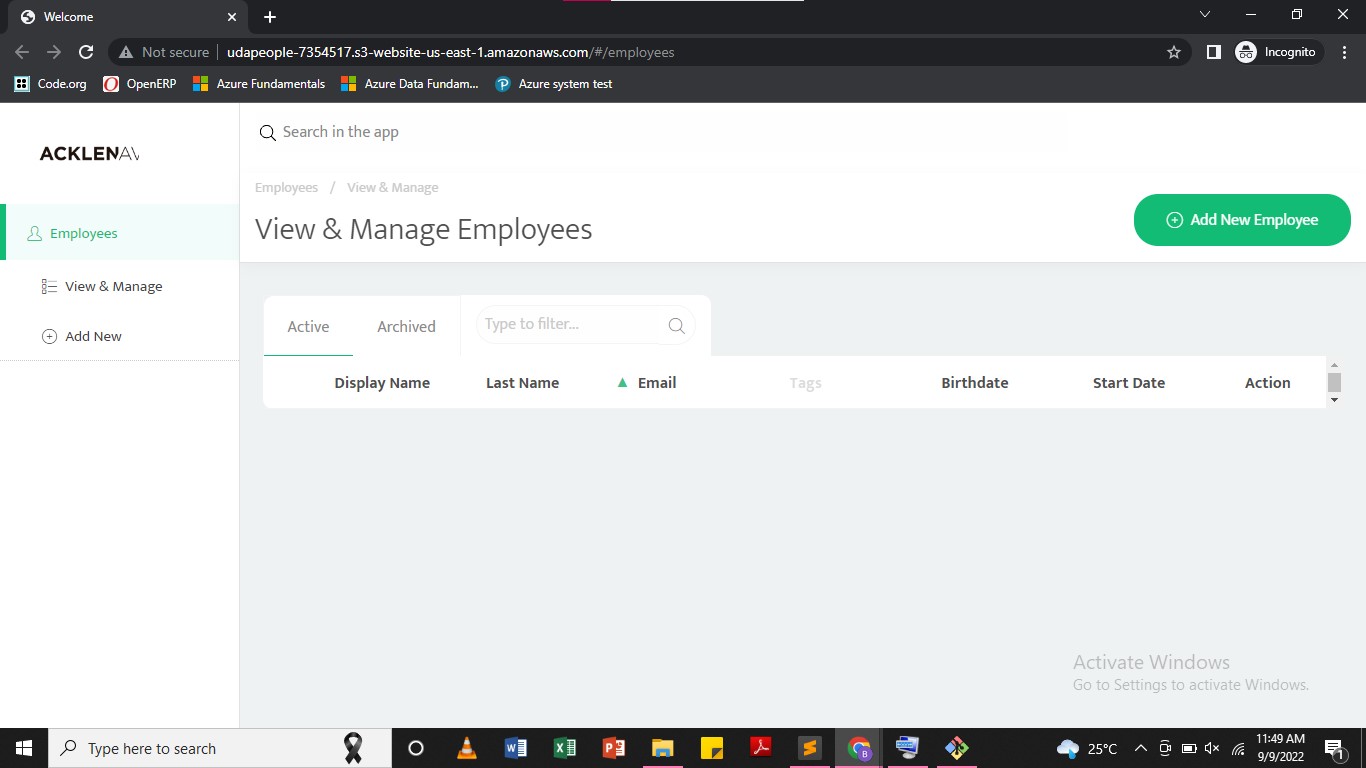 Welcome
Not secure udapeople-7354517.s3-website-us-east-1.amazonaws.com/#/employees Incognito
Code.org OpenERP Azure Fundamentals Azure Data Fundam... Azure system test
ACKLENAV
Search in the app
Employees / View & Manage
View & Manage Employees
Add New Employee
Employees
View & Manage
Add New
Active Archived Type to filter...
Display Name Last Name Email Tags Birthdate Start Date Action
Activate Windows
Go to Settings to activate Windows.
Type here to search
25°C
11:49 AM
9/9/2022
1